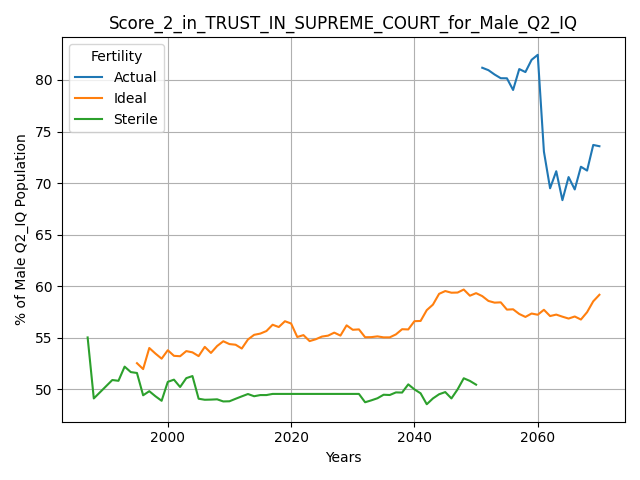 Score_2_in_TRUST_IN_SUPREME_COURT_for_Male_Q2_IQ
Fertility
Actual
Ideal
Sterile
% of Male Q2_IQ Population
80
75
70
65
60
55
50
2000
2020
2040
2060
Years